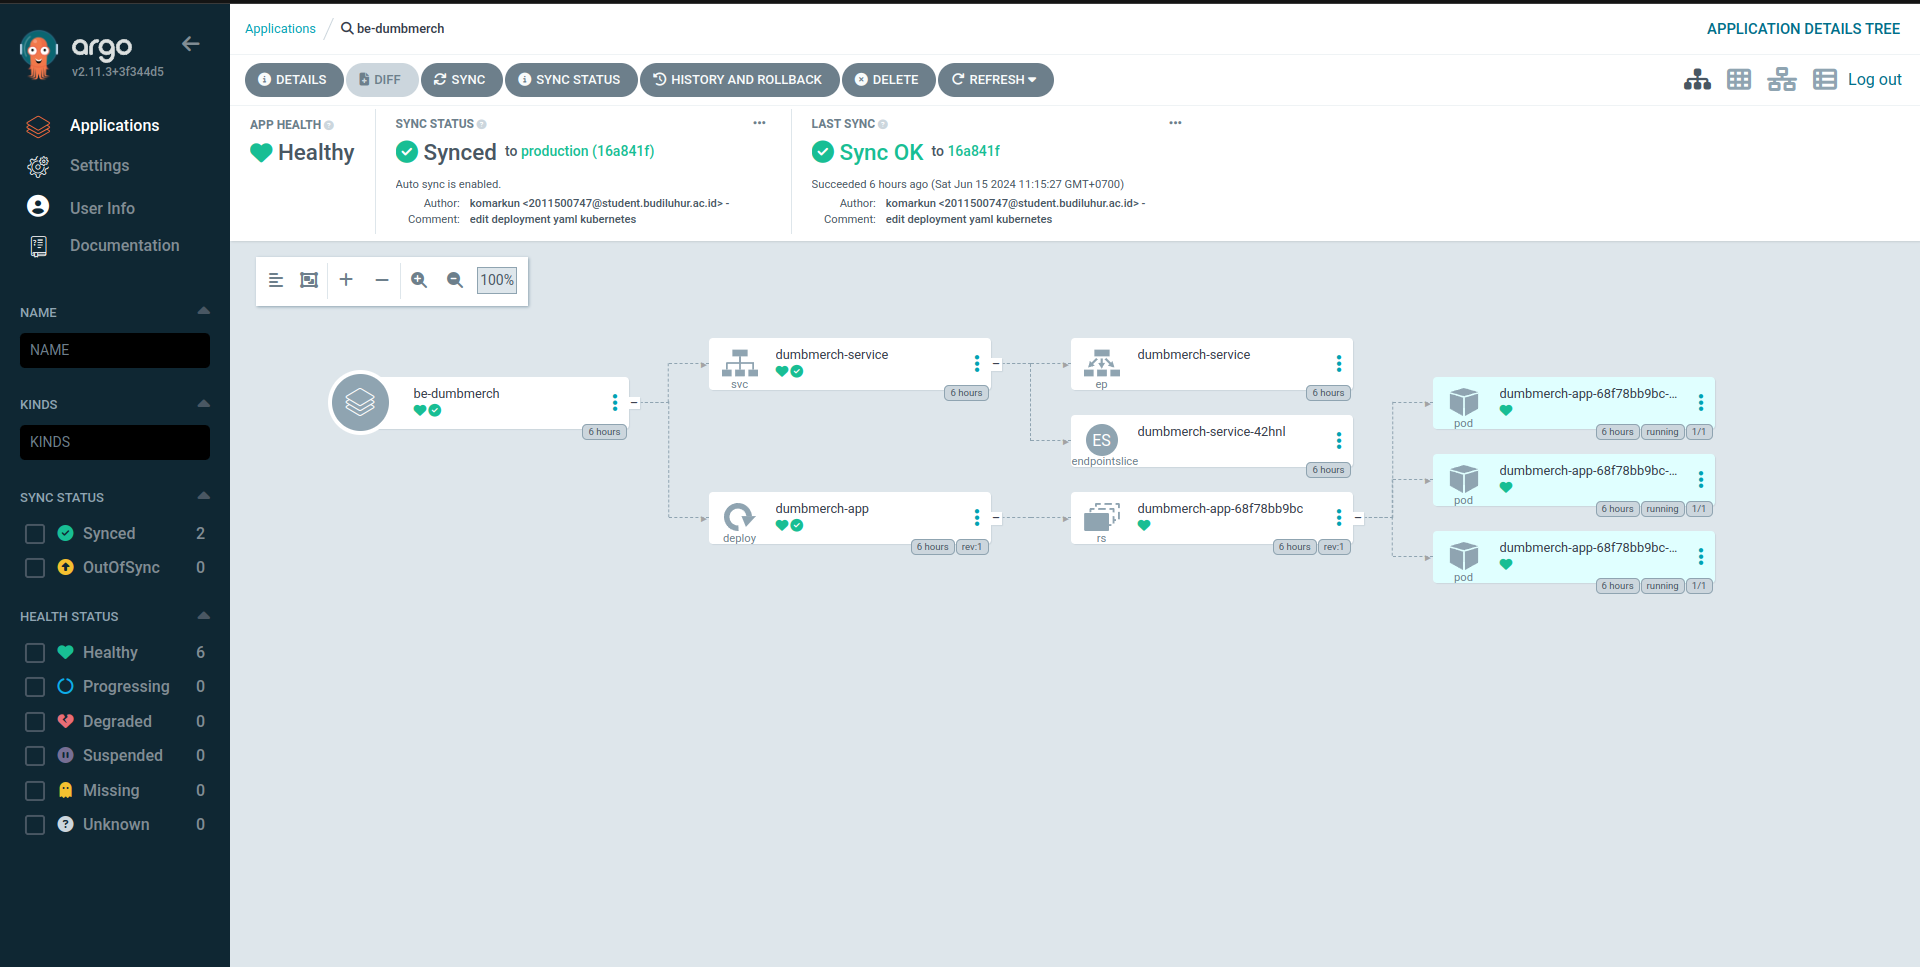 argo
v2.11.3+3f344d5
Applications
Settings
User Info
Documentation
NAME
NAME
KINDS
KINDS
SYNC STATUS
Synced 2
OutOfSync 0
HEALTH STATUS
Healthy 6
Progressing 0
Degraded 0
Suspended 0
Missing 0
Unknown 0
Applications / be-dumbmerch
APPLICATION DETAILS TREE
DETAILS DIFF SYNC SYNC STATUS HISTORY AND ROLLBACK DELETE REFRESH
Log out
APP HEALTH
Healthy
SYNC STATUS
Synced to production (16a841f)
Auto sync is enabled.
Author: komarkun <2011500747@student.budiluhur.ac.id> -
Comment: edit deployment yaml kubernetes
LAST SYNC
Sync OK to 16a841f
Succeeded 6 hours ago (Sat Jun 15 2024 11:15:27 GMT+0700)
Author: komarkun <2011500747@student.budiluhur.ac.id> -
Comment: edit deployment yaml kubernetes
100%
be-dumbmerch
6 hours
dumbmerch-service
svc
6 hours
dumbmerch-app
deploy
6 hours rev:1
dumbmerch-service
ep
6 hours
ES
dumbmerch-service-42hnl
endpointslice
6 hours
dumbmerch-app-68f78bb9bc
rs
6 hours rev:1
dumbmerch-app-68f78bb9bc-...
pod
6 hours running 1/1
dumbmerch-app-68f78bb9bc-...
pod
6 hours running 1/1
dumbmerch-app-68f78bb9bc-...
pod
6 hours running 1/1